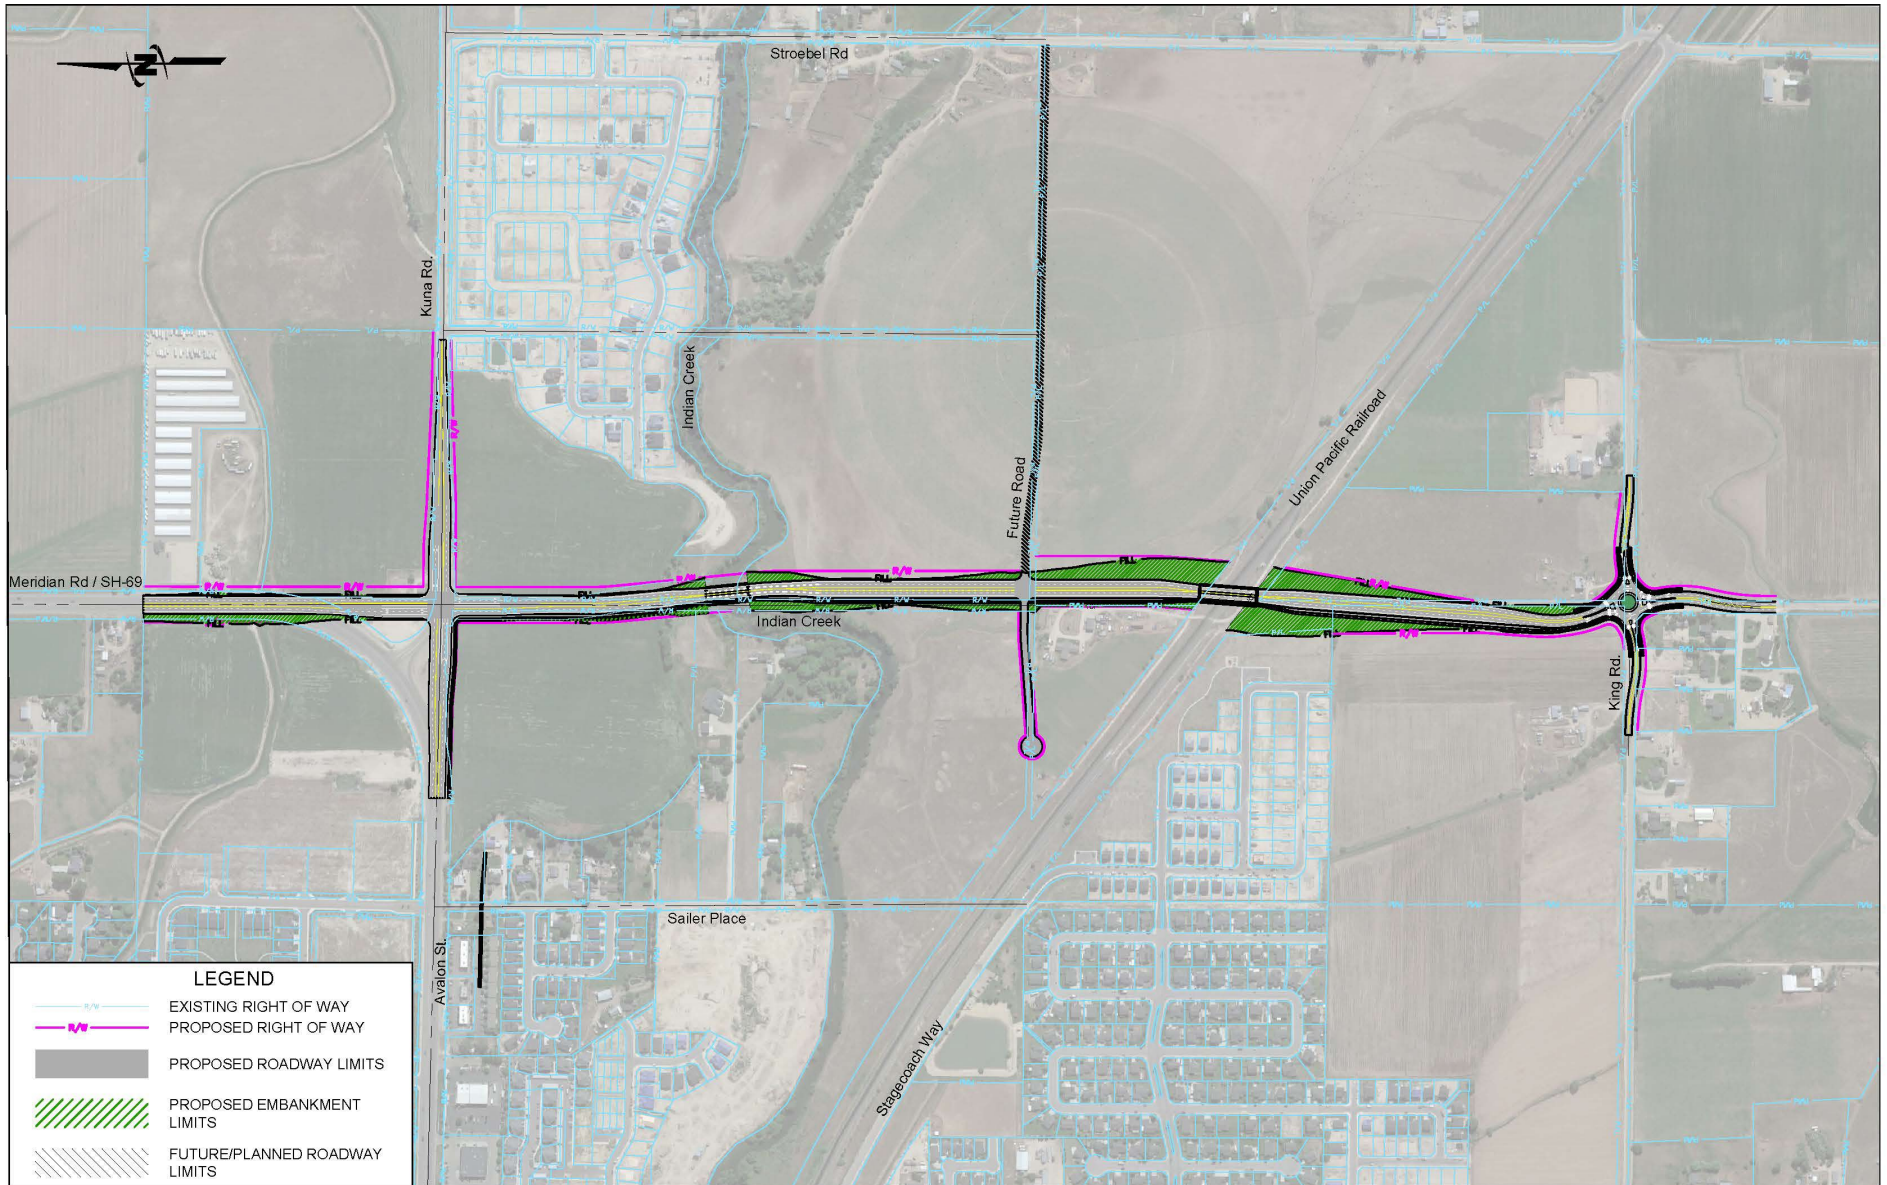 N
Stroebel Rd
Kuna Rd.
Indian Creek
Future Road
Union Pacific Railroad
Meridian Rd / SH-69
FILL
R/W
P/L
Indian Creek
King Rd.
Sailer Place
Avalon St.
Stagecoach Way
LEGEND
R/W EXISTING RIGHT OF WAY
R/W PROPOSED RIGHT OF WAY
PROPOSED ROADWAY LIMITS
PROPOSED EMBANKMENT
LIMITS
FUTURE/PLANNED ROADWAY
LIMITS